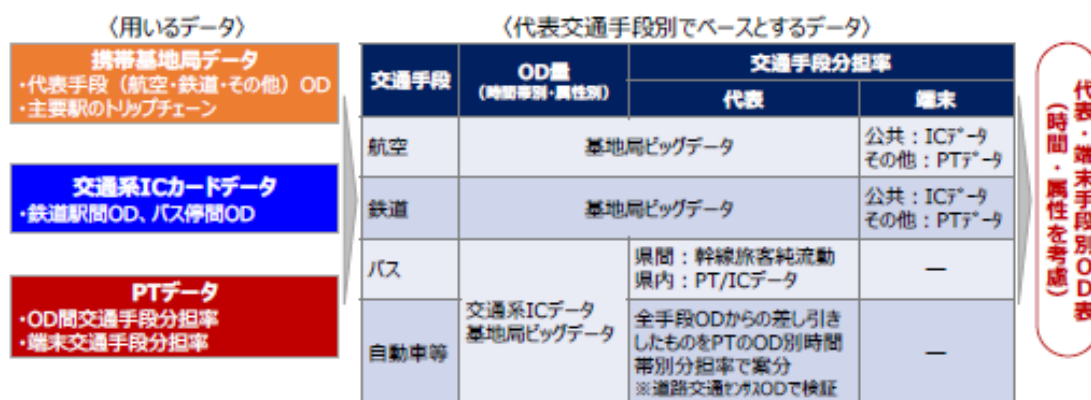 〈用いるデータ〉
携帯基地局データ
・代表手段（航空・鉄道・その他）OD
・主要駅のトリップチェーン
交通系ICカードデータ
・鉄道駅間OD、バス停間OD
PTデータ
・OD間交通手段分担率
・端末交通手段分担率
〈代表交通手段別でベースとするデータ〉
交通手段
OD量
（時間帯別・属性別）
交通手段分担率
代表
端末
航空
基地局ビッグデータ
公共：ICﾃﾞｰﾀ
その他：PTﾃﾞｰﾀ
鉄道
基地局ビッグデータ
公共：ICﾃﾞｰﾀ
その他：PTﾃﾞｰﾀ
バス
交通系ICデータ
基地局ビッグデータ
県間：幹線旅客純流動
県内：PT/ICデータ
―
自動車等
全手段ODからの差し引き
したものをPTのOD別時間
帯別分担率で案分
※道路交通ｾﾝｻｽODで検証
―
代表・端末手段別OD表
（時間・属性を考慮）